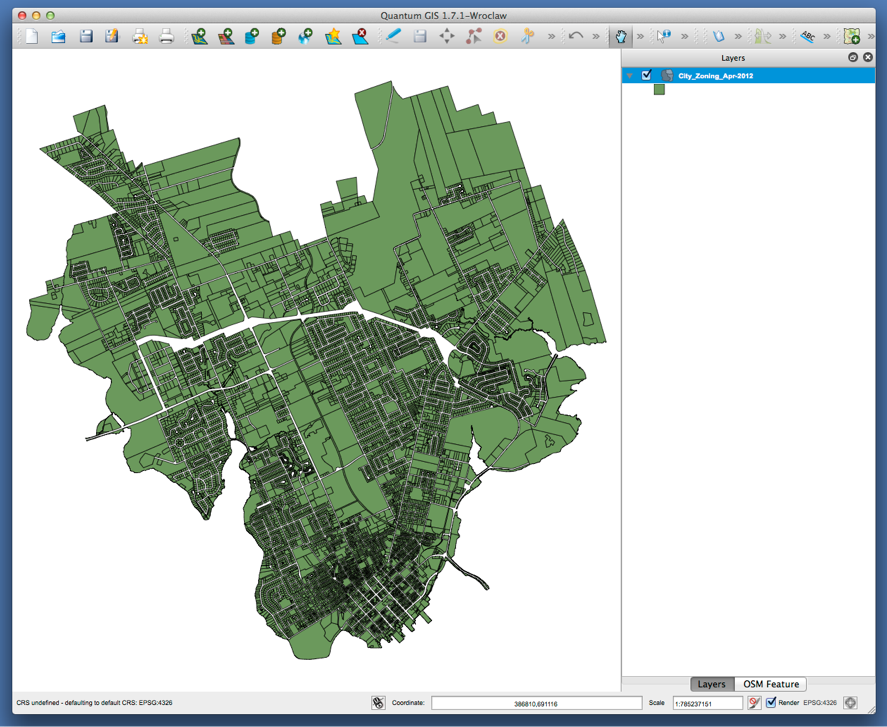 Quantum GIS 1.7.1-Wroclaw
ABC
Layers
City_Zoning_Apr-2012
Layers OSM Feature
CRS undefined - defaulting to default CRS: EPSG:4326 Coordinate: 386810,691116 Scale 1:785237151 Render EPSG:4326